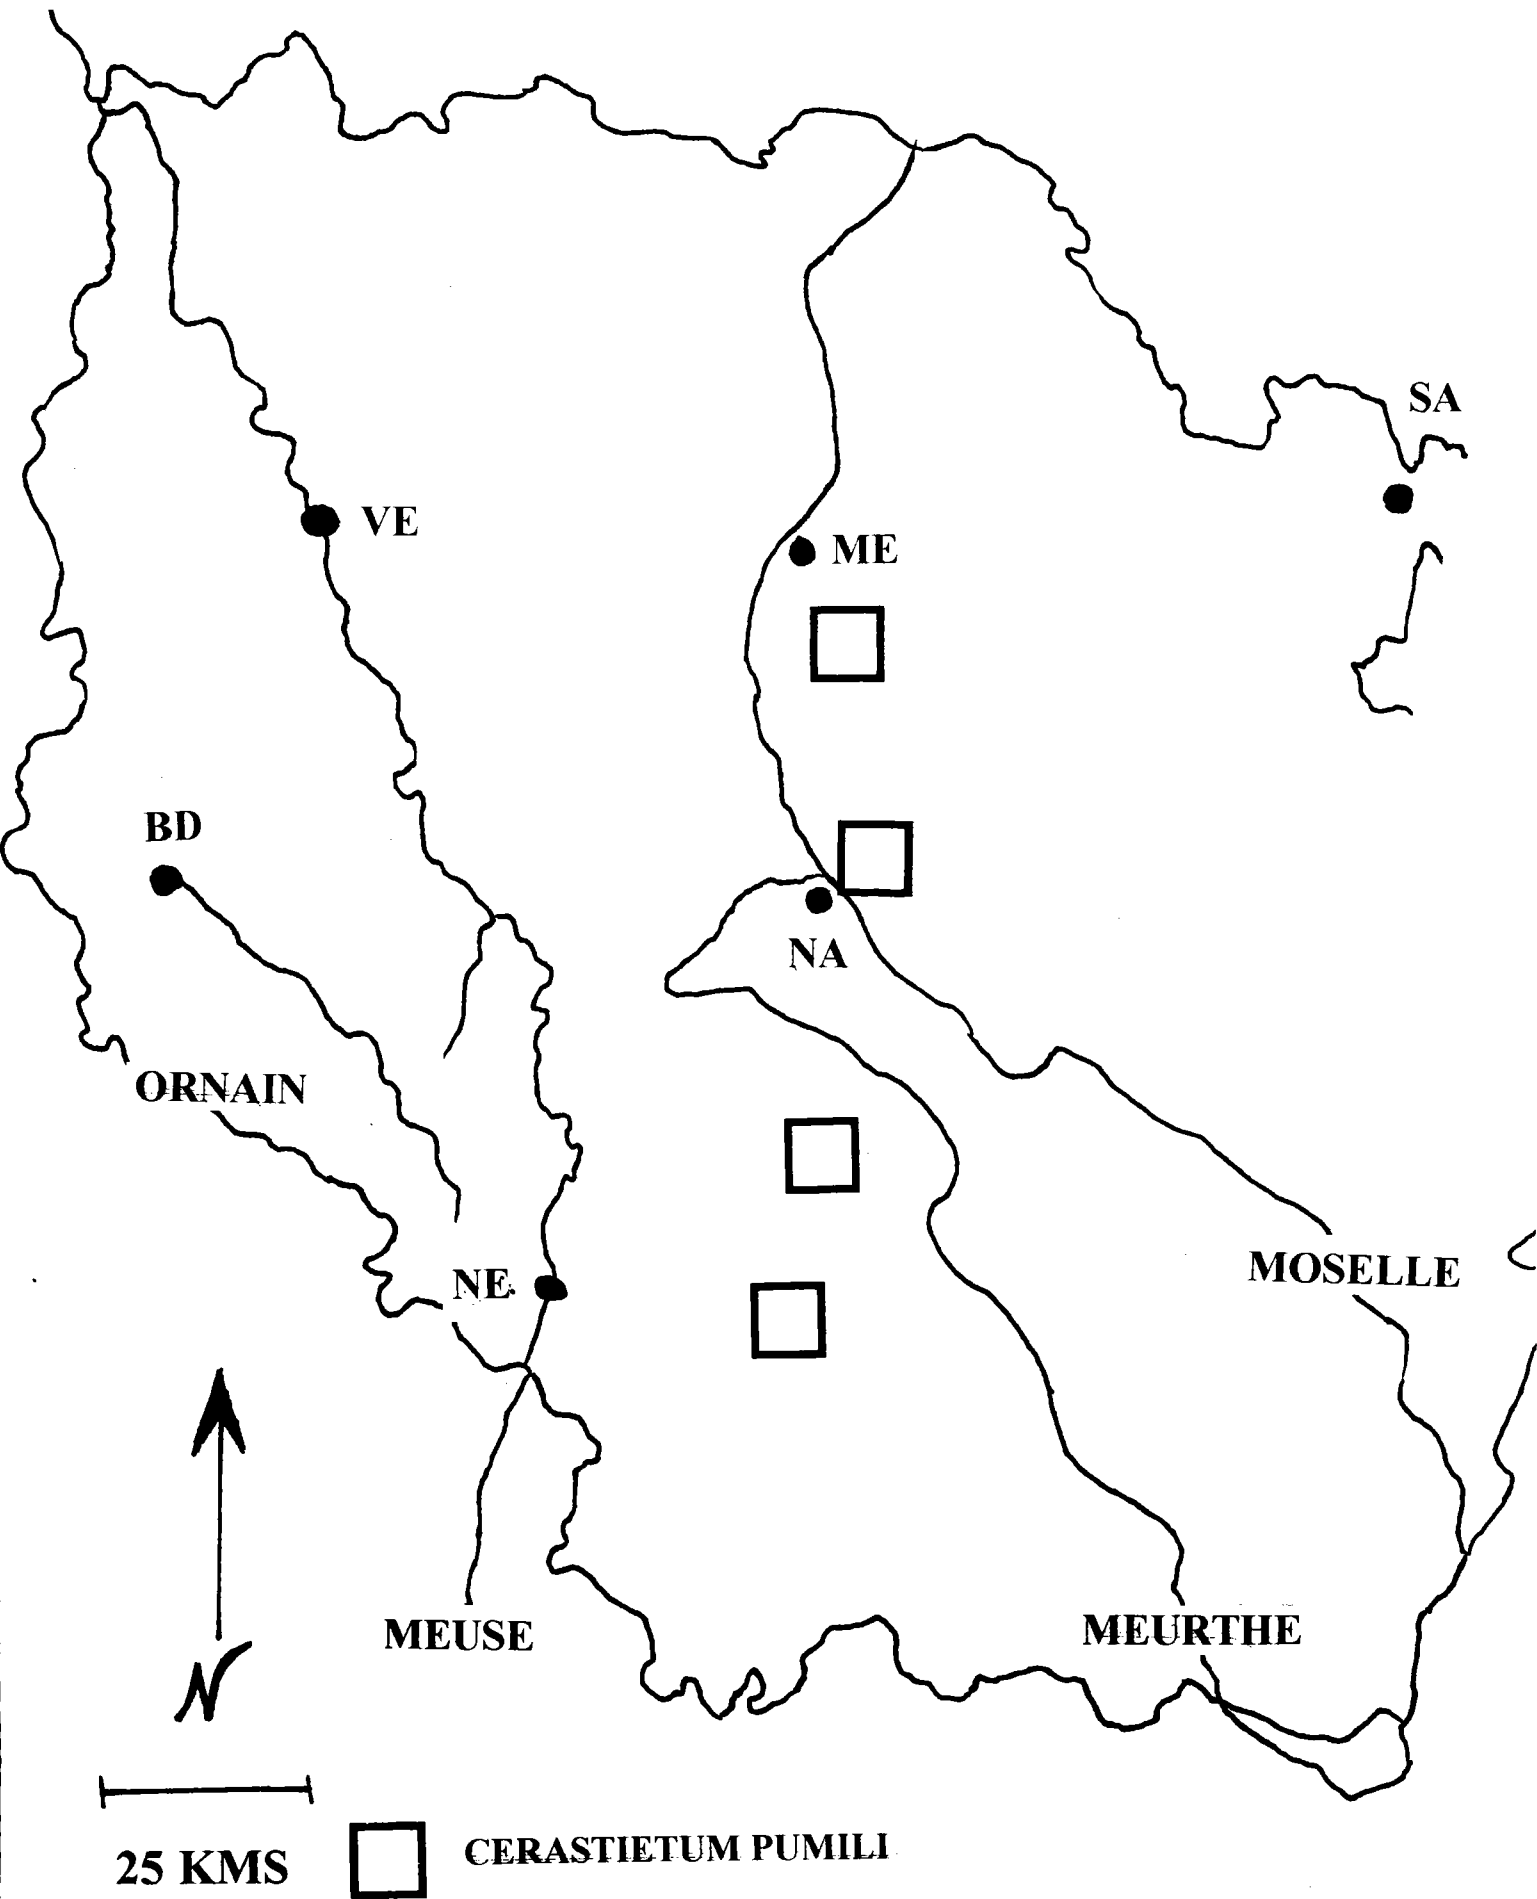 SA
VE
ME
BD
NA
ORNAIN
MOSELLE
NE
MEUSE
MEURTHE
N
25 KMS
CERASTIETUM PUMILI